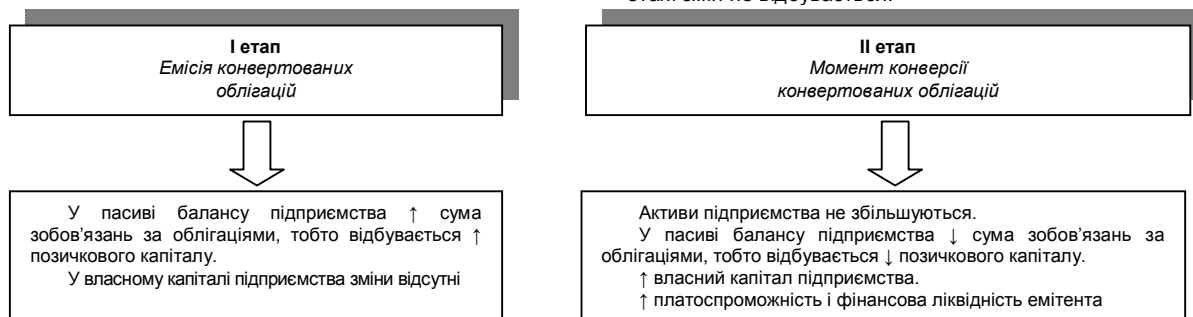 І етап
Емісія конвертованих
облігацій
У пасиві балансу підприємства ↑ сума
зобов’язань за облігаціями, тобто відбувається ↑
позичкового капіталу.
У власному капіталі підприємства зміни відсутні
ІІ етап
Момент конверсії
конвертованих облігацій
Активи підприємства не збільшуються.
У пасиві балансу підприємства ↓ сума зобов’язань за
облігаціями, тобто відбувається ↓ позичкового капіталу.
↑ власний капітал підприємства.
↑ платоспроможність і фінансова ліквідність емітента